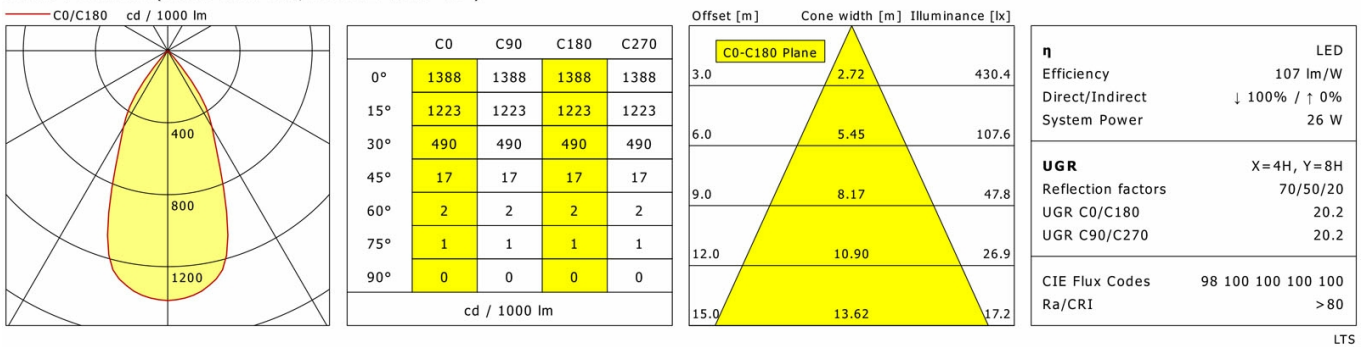 C0/C180 cd / 1000 lm
400
800
1200
C0 C90 C180 C270
0° 1388 1388 1388 1388
15° 1223 1223 1223 1223
30° 490 490 490 490
45° 17 17 17 17
60° 2 2 2 2
75° 1 1 1 1
90° 0 0 0 0
cd / 1000 lm
Offset [m] Cone width [m] Illuminance [lx]
C0-C180 Plane
3.0 2.72 430.4
6.0 5.45 107.6
9.0 8.17 47.8
12.0 10.90 26.9
15.0 13.62 17.2
η LED
Efficiency 107 lm/W
Direct/Indirect ↓ 100% / ↑ 0%
System Power 26 W
UGR X=4H, Y=8H
Reflection factors 70/50/20
UGR C0/C180 20.2
UGR C90/C270 20.2
CIE Flux Codes 98 100 100 100 100
Ra/CRI >80
LTS